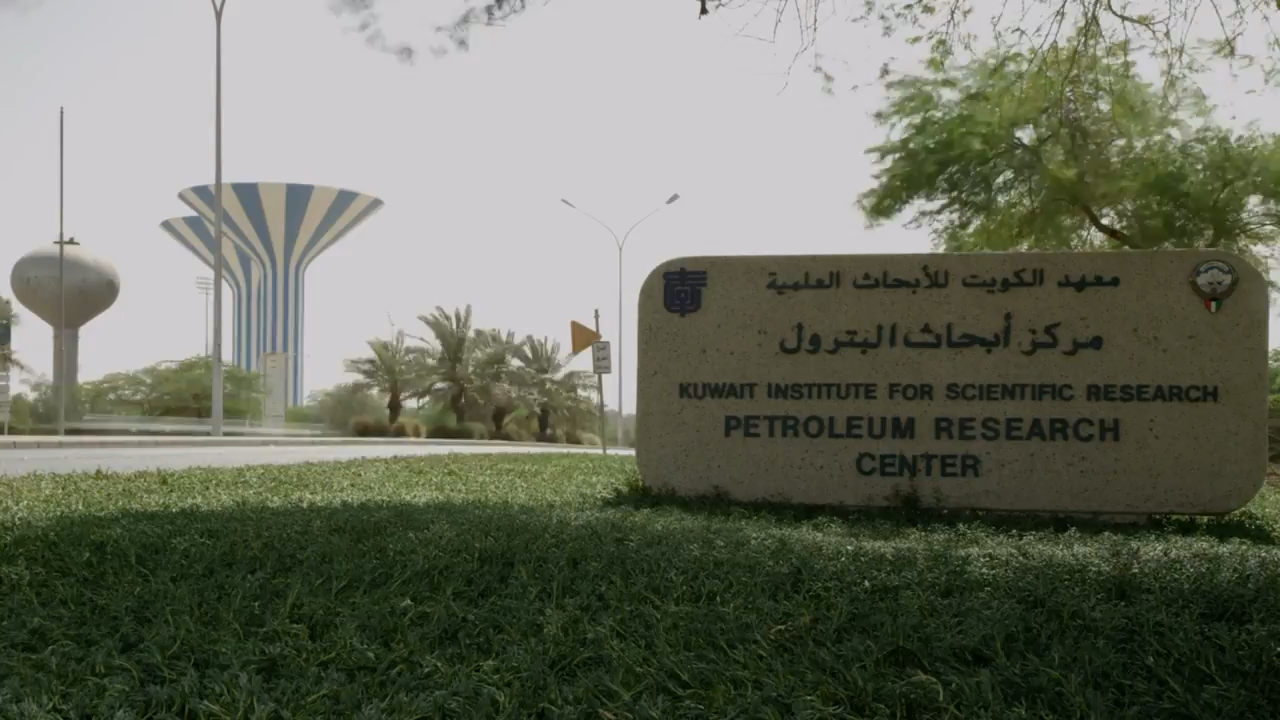 معهد الكويت للأبحاث العلمية
مركز أبحاث البترول
KUWAIT INSTITUTE FOR SCIENTIFIC RESEARCH
PETROLEUM RESEARCH
CENTER